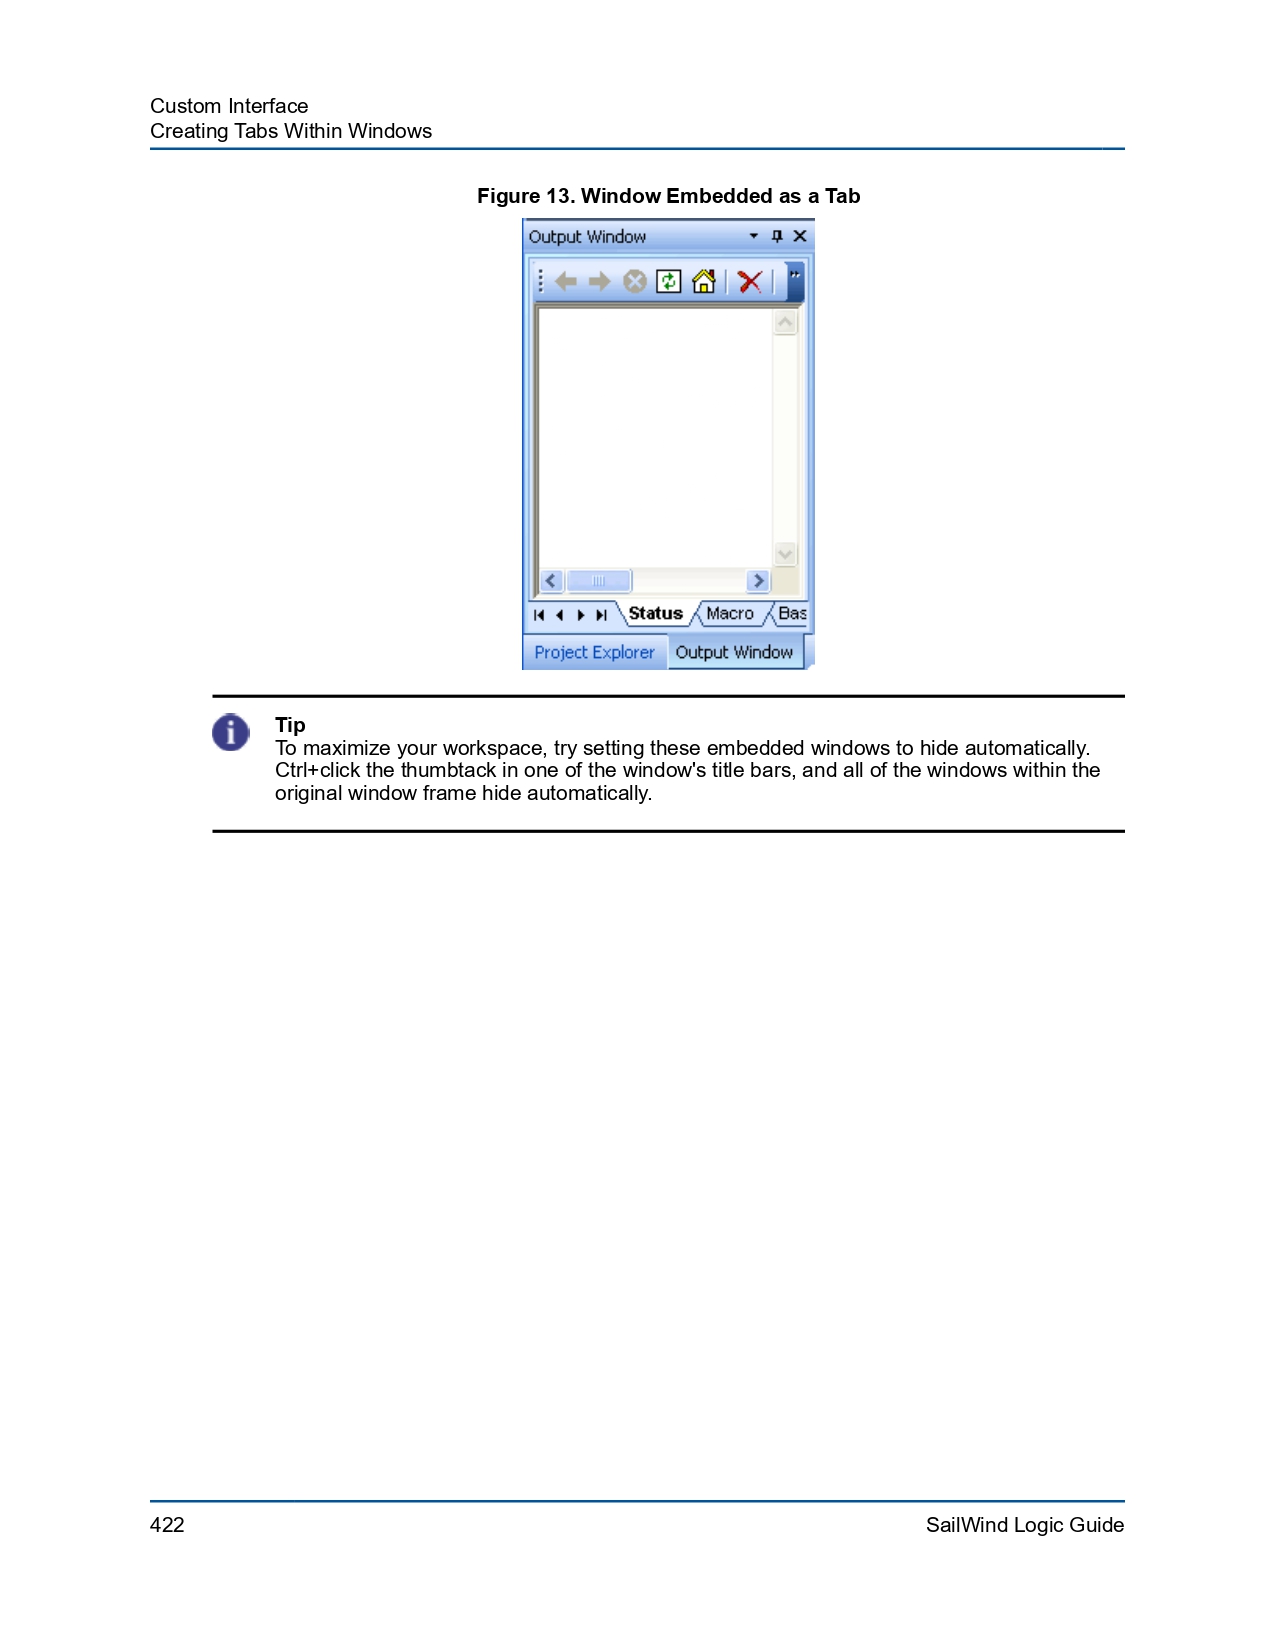 Custom Interface
Creating Tabs Within Windows
Figure 13. Window Embedded as a Tab
Output Window
Status Macro Bas
Project Explorer Output Window
Tip
To maximize your workspace, try setting these embedded windows to hide automatically.
Ctrl+click the thumbtack in one of the window's title bars, and all of the windows within the
original window frame hide automatically.
422 SailWind Logic Guide